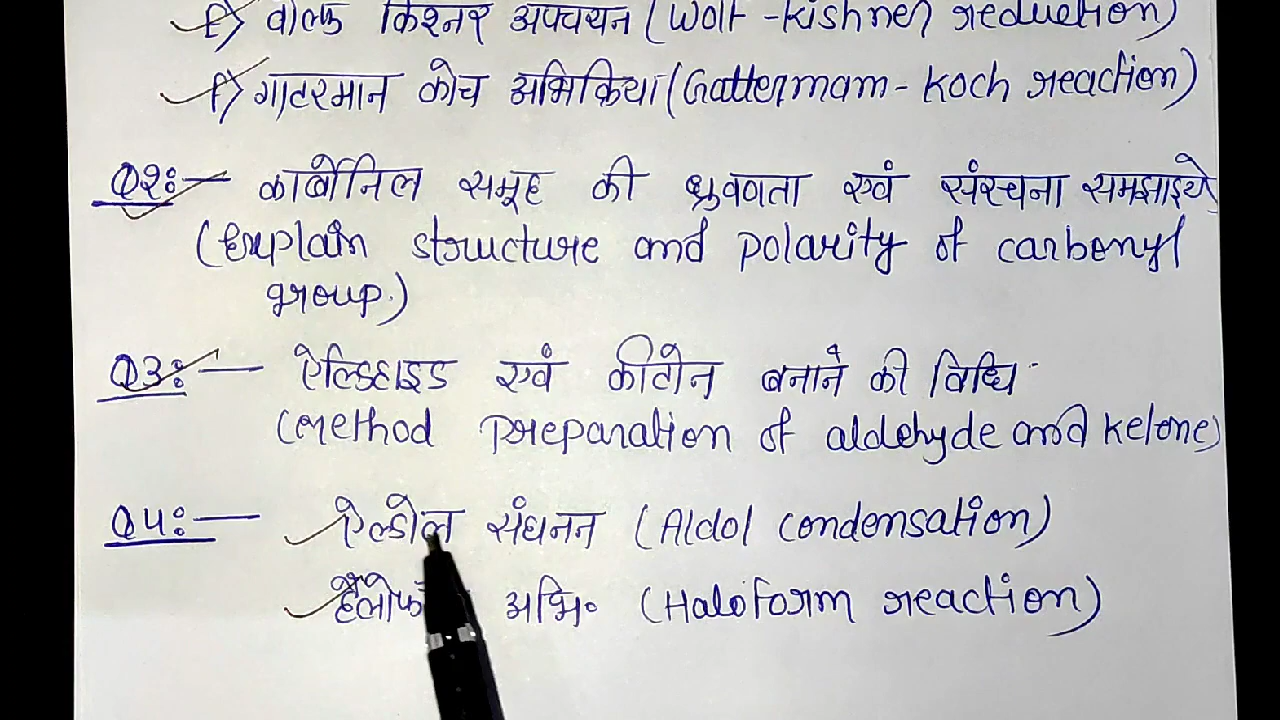 e) वोल्फ किश्नर अपचयन (Wolf-kishner reduction)
f) गाटरमान कोच अभिक्रिया (Gattermam-Koch reaction)
Q2:— कार्बोनिल समूह की ध्रुवणता एवं संरचना समझाइये
(Explain structure and polarity of carbonyl
group.)
Q3:— ऐल्डिहाइड एवं कीटोन बनाने की विधि
(method preparation of aldehyde and ketone)
Q4:— ऐल्डोल संघनन (Aldol condensation)
अभि० (Haloform reaction)